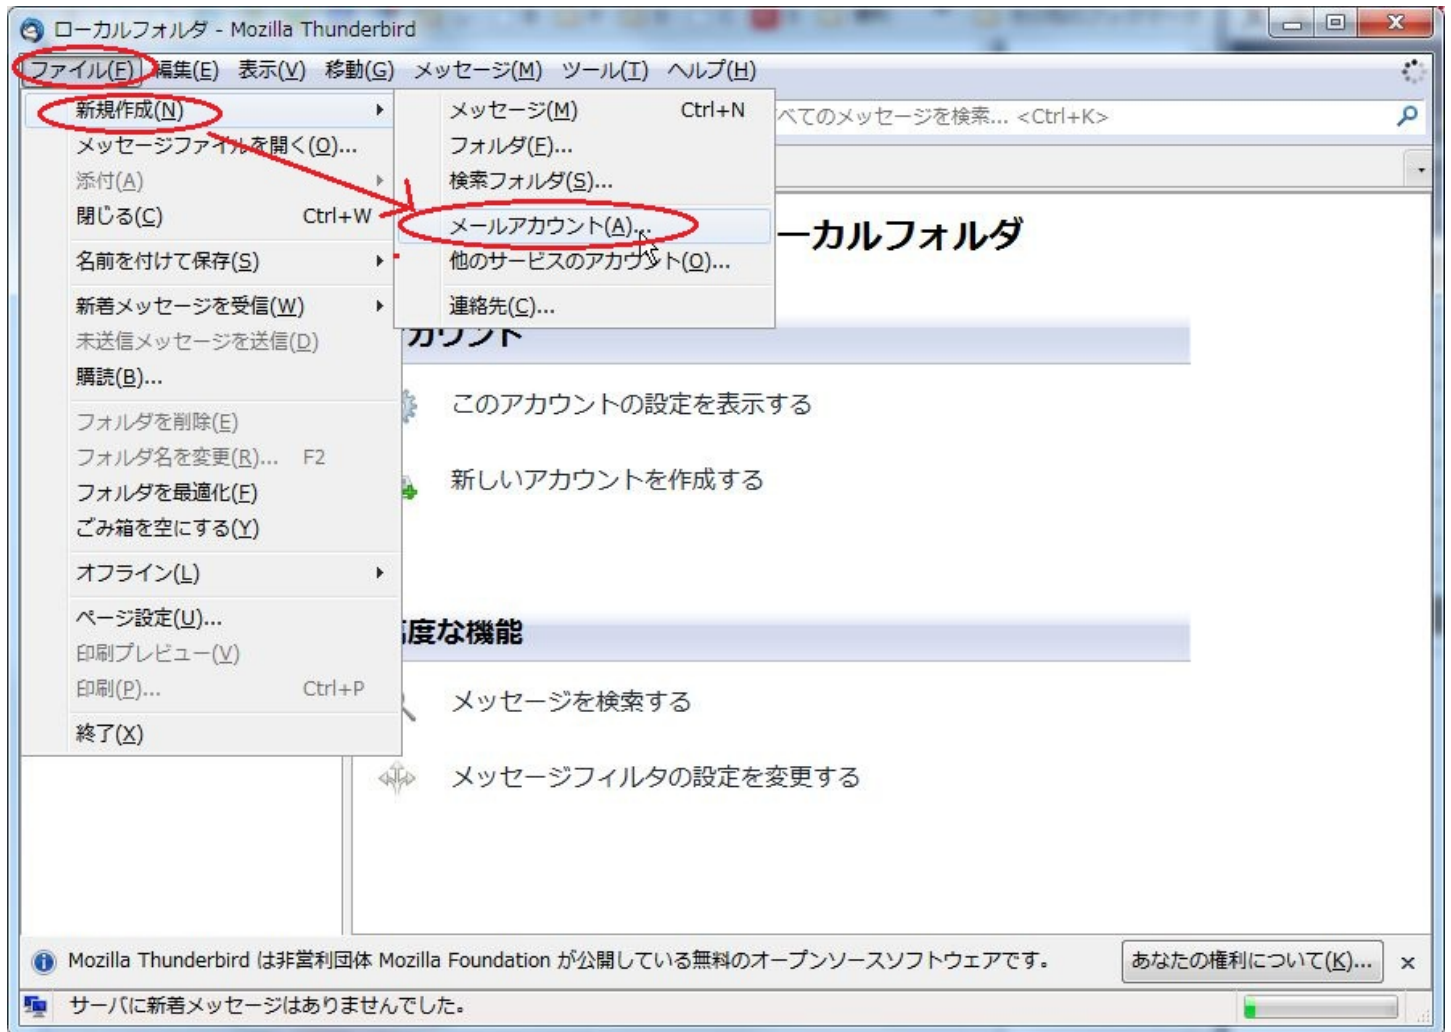 ローカルフォルダ - Mozilla Thunderbird
ファイル(F) 編集(E) 表示(V) 移動(G) メッセージ(M) ツール(T) ヘルプ(H)
新規作成(N)
メッセージファイルを開く(O)...
添付(A)
閉じる(C) Ctrl+W
名前を付けて保存(S)
新着メッセージを受信(W)
未送信メッセージを送信(D)
購読(B)...
フォルダを削除(E)
フォルダ名を変更(R)... F2
フォルダを最適化(F)
ごみ箱を空にする(Y)
オフライン(L)
ページ設定(U)...
印刷プレビュー(V)
印刷(P)... Ctrl+P
終了(X)
メッセージ(M) Ctrl+N
フォルダ(F)...
検索フォルダ(S)...
メールアカウント(A)...
他のサービスのアカウント(O)...
連絡先(C)...
べてのメッセージを検索... <Ctrl+K>
ーカルフォルダ
カウント
このアカウントの設定を表示する
新しいアカウントを作成する
度な機能
メッセージを検索する
メッセージフィルタの設定を変更する
Mozilla Thunderbird は非営利団体 Mozilla Foundation が公開している無料のオープンソースソフトウェアです。 あなたの権利について(K)...
サーバに新着メッセージはありませんでした。